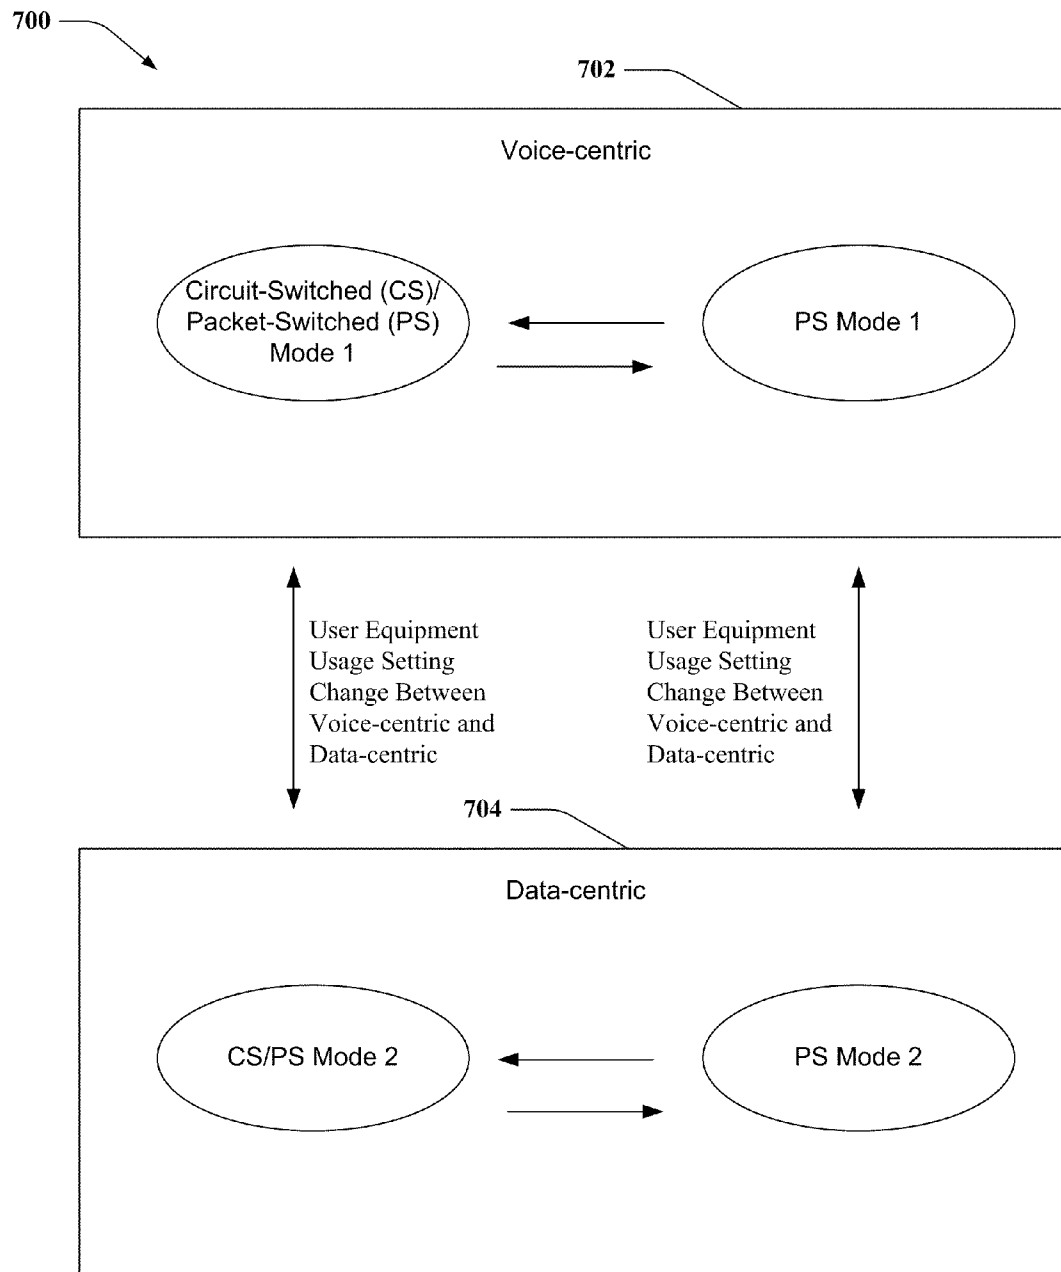 700
702
Voice-centric
Circuit-Switched (CS)/
Packet-Switched (PS)
Mode 1
PS Mode 1
User Equipment
Usage Setting
Change Between
Voice-centric and
Data-centric
User Equipment
Usage Setting
Change Between
Voice-centric and
Data-centric
704
Data-centric
CS/PS Mode 2
PS Mode 2